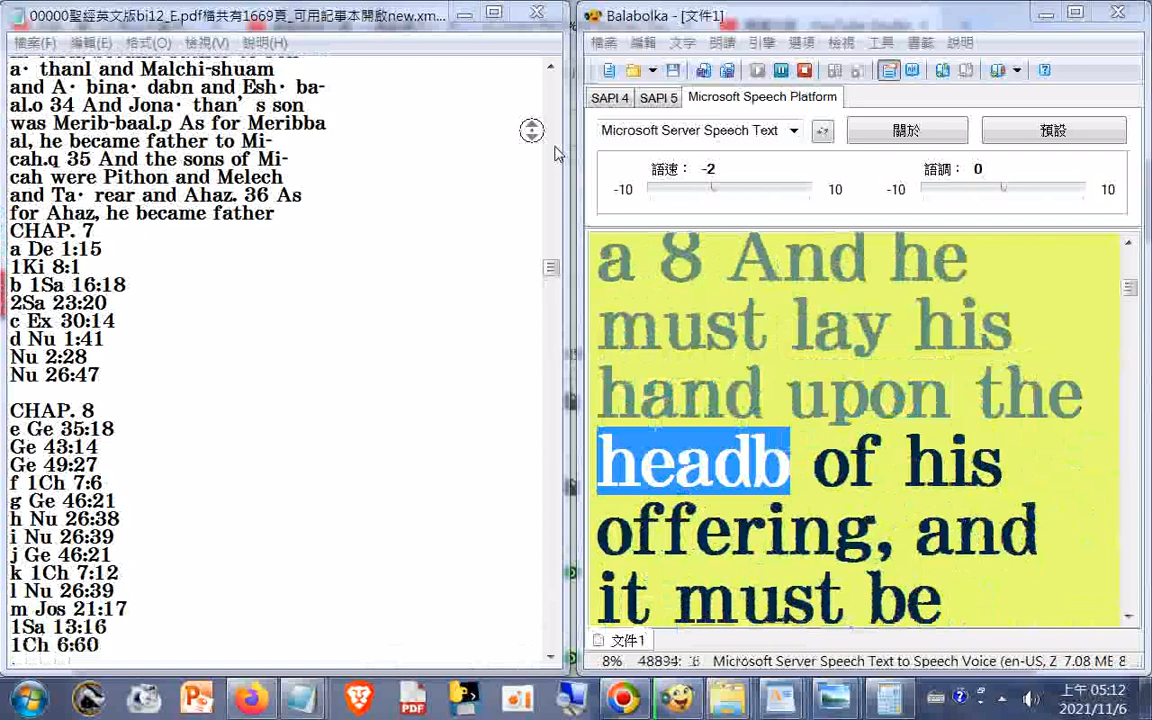 00000聖經英文版bi12_E.pdf檔共有1669頁_可用記事本開啟new.xm...
檔案(F) 編輯(E) 格式(O) 檢視(V) 說明(H)
a· thanl and Malchi-shuam
and A· bina· dabn and Esh· ba-
al.o 34 And Jona· than’ s son
was Merib-baal.p As for Meribba
al, he became father to Mi-
cah.q 35 And the sons of Mi-
cah were Pithon and Melech
and Ta· rear and Ahaz. 36 As
for Ahaz, he became father
CHAP. 7
a De 1:15
1Ki 8:1
b 1Sa 16:18
2Sa 23:20
c Ex 30:14
d Nu 1:41
Nu 2:28
Nu 26:47
CHAP. 8
e Ge 35:18
Ge 43:14
Ge 49:27
f 1Ch 7:6
g Ge 46:21
h Nu 26:38
i Nu 26:39
j Ge 46:21
k 1Ch 7:12
l Nu 26:39
m Jos 21:17
1Sa 13:16
1Ch 6:60
Balabolka - [文件1]
檔案 編輯 文字 朗讀 引擎 選項 檢視 工具 書籤 說明
SAPI 4 SAPI 5 Microsoft Speech Platform
Microsoft Server Speech Text 關於 預設
語速： -2 語調： 0
-10 10 -10 10
a 8 And he
must lay his
hand upon the
headb of his
offering, and
it must be
文件1
8% Microsoft Server Speech Text to Speech Voice (en-US, Z 7.08 MB 8
PDF
上午 05:12
2021/11/6